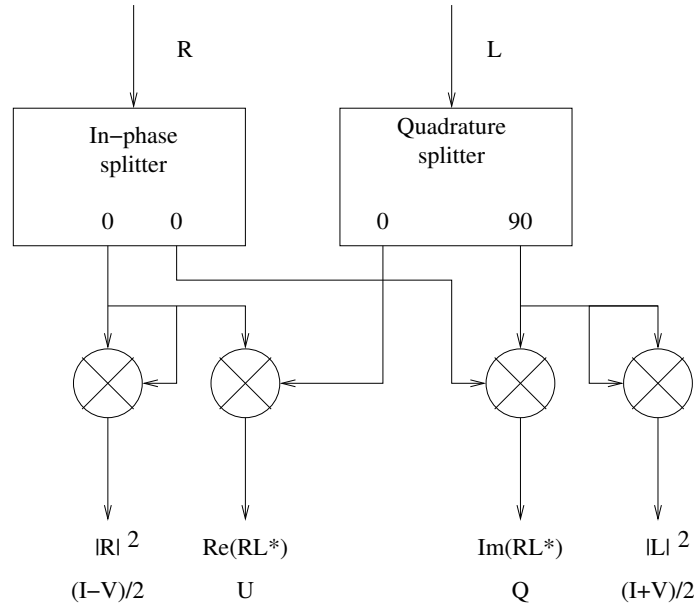 R
L
In−phase
splitter
Quadrature
splitter
0 0
0 90
|R| 2
Re(RL*)
Im(RL*)
|L| 2
(I−V)/2
U
Q
(I+V)/2